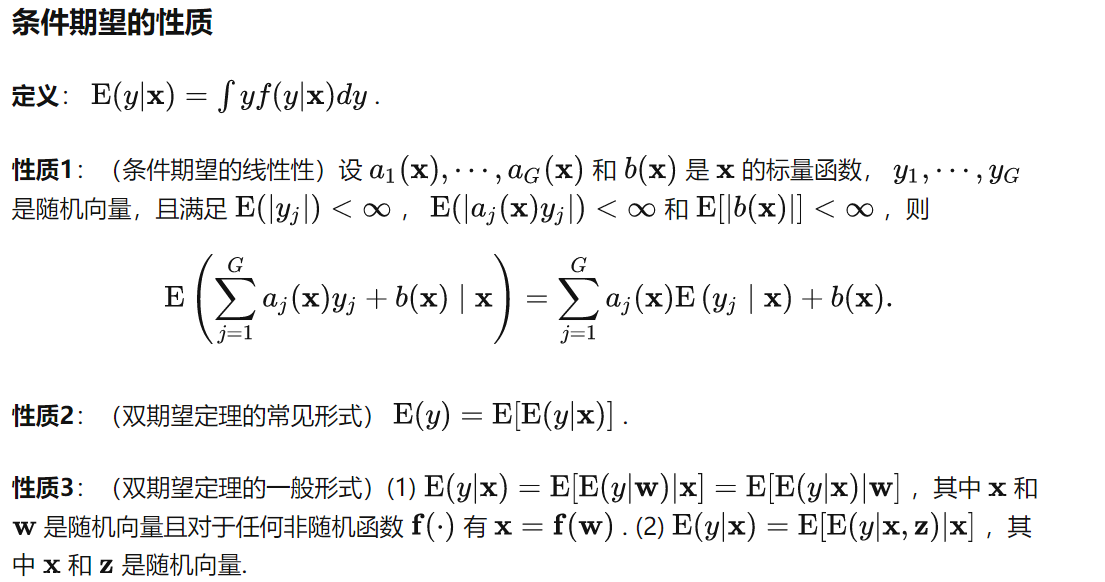 条件期望的性质
定义： E(y|x) = ∫ yf(y|x)dy .
性质1：（条件期望的线性性）设 a₁(x), ⋯, a_G(x) 和 b(x) 是 x 的标量函数， y₁, ⋯, y_G
是随机向量，且满足 E(|y_j|) < ∞ ， E(|a_j(x)y_j|) < ∞ 和 E[|b(x)|] < ∞ ，则
E(∑_{j=1}^{G} a_j(x)y_j + b(x) | x) = ∑_{j=1}^{G} a_j(x)E(y_j | x) + b(x).
性质2：（双期望定理的常见形式） E(y) = E[E(y|x)] .
性质3：（双期望定理的一般形式）(1) E(y|x) = E[E(y|w)|x] = E[E(y|x)|w] ，其中 x 和
w 是随机向量且对于任何非随机函数 f(·) 有 x = f(w) . (2) E(y|x) = E[E(y|x, z)|x] ，其
中 x 和 z 是随机向量.